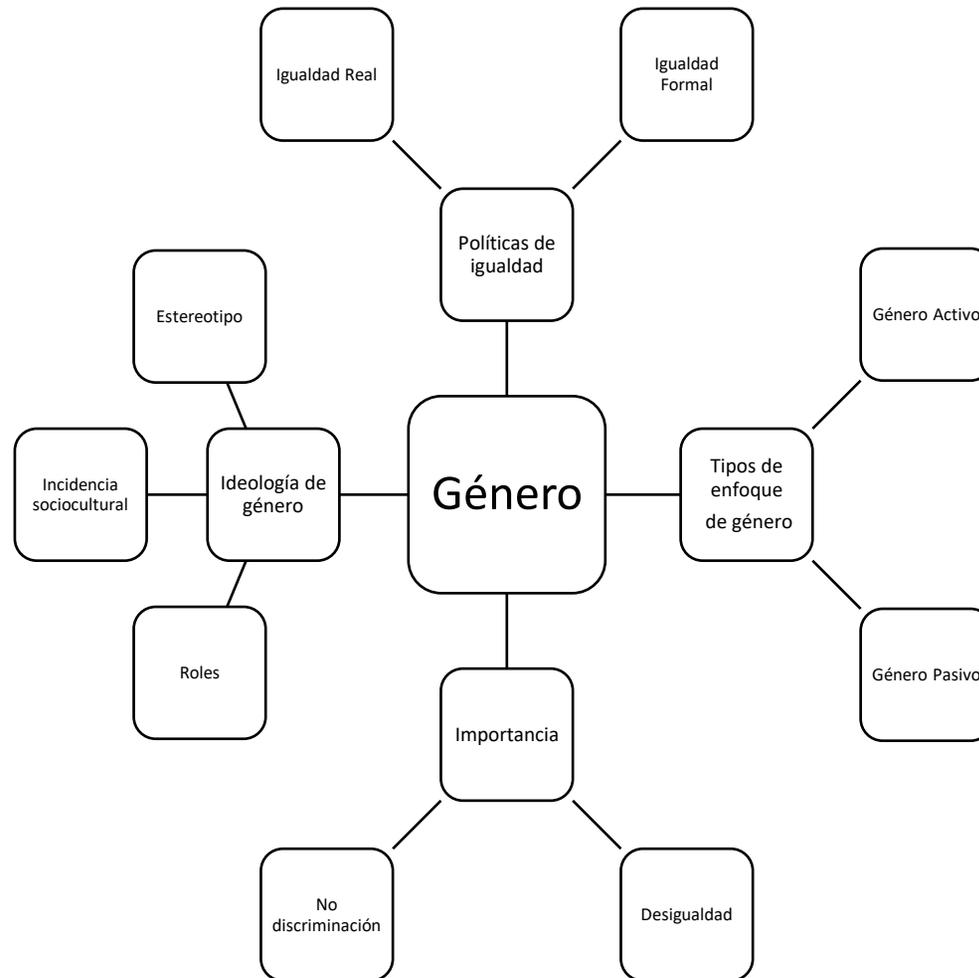 Igualdad Real
Igualdad
Formal
Políticas de
igualdad
Estereotipo
Género Activo
Incidencia
sociocultural
Ideología de
género
Género
Tipos de
enfoque
de género
Roles
Género Pasivo
Importancia
No
discriminación
Desigualdad